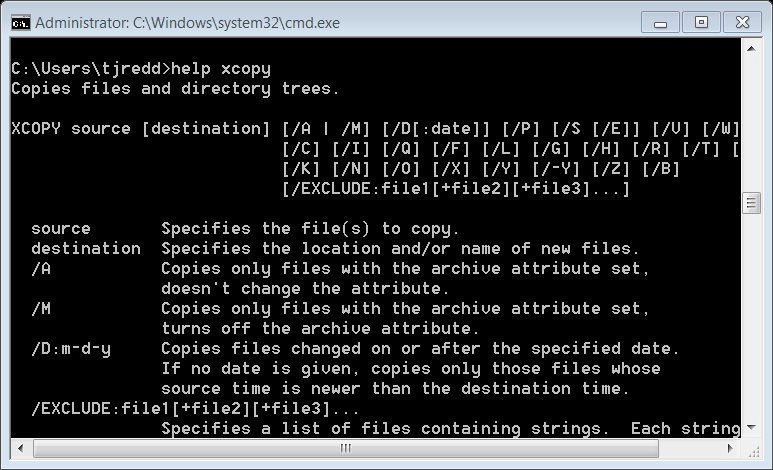 Administrator: C:\Windows\system32\cmd.exe
C:\Users\tjredd>help xcopy
Copies files and directory trees.
XCOPY source [destination] [/A | /M] [/D[:date]] [/P] [/S [/E]] [/V] [/W]
[/C] [/I] [/Q] [/F] [/L] [/G] [/H] [/R] [/T] [
[/K] [/N] [/O] [/X] [/Y] [/-Y] [/Z] [/B]
[/EXCLUDE:file1[+file2][+file3]...]
source Specifies the file(s) to copy.
destination Specifies the location and/or name of new files.
/A Copies only files with the archive attribute set,
doesn't change the attribute.
/M Copies only files with the archive attribute set,
turns off the archive attribute.
/D:m-d-y Copies files changed on or after the specified date.
If no date is given, copies only those files whose
source time is newer than the destination time.
/EXCLUDE:file1[+file2][+file3]...
Specifies a list of files containing strings. Each string